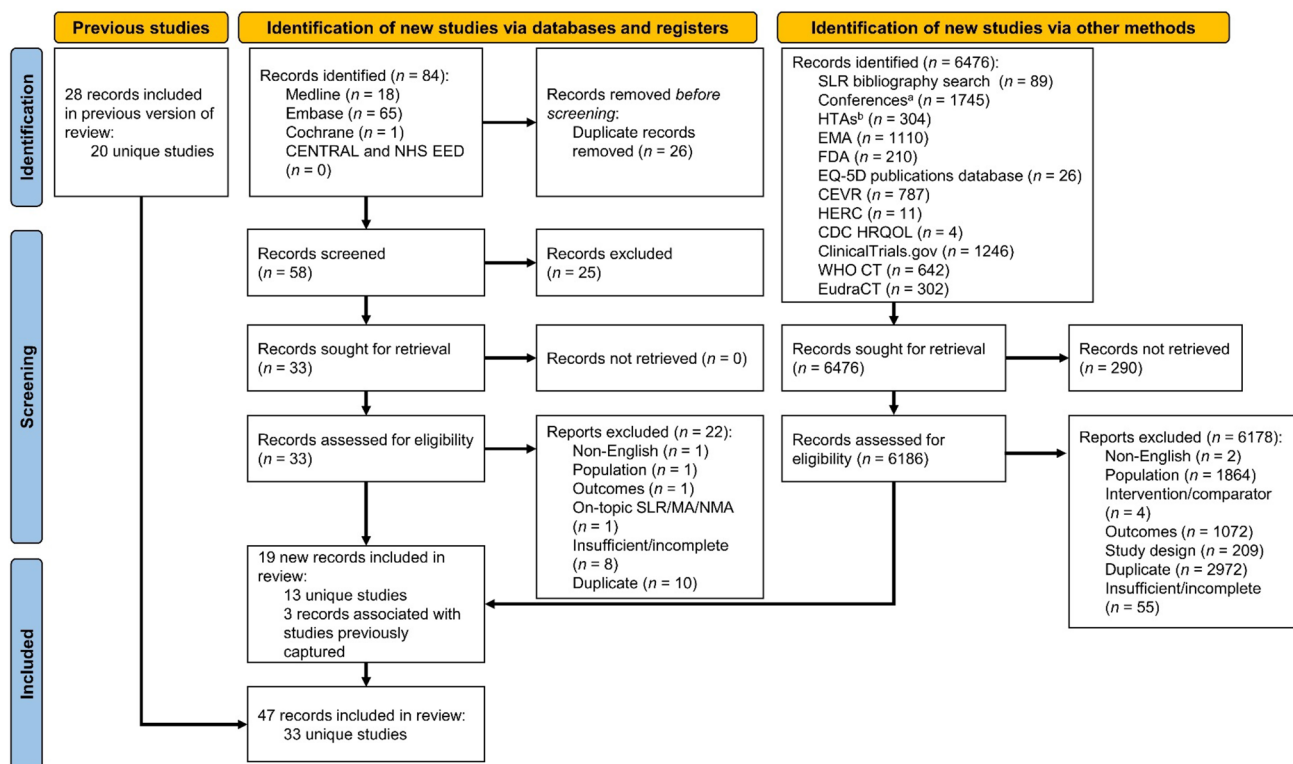 Previous studies
Identification of new studies via databases and registers
Identification of new studies via other methods
Identification
28 records included
in previous version of
review:
20 unique studies
Records identified (n = 84):
Medline (n = 18)
Embase (n = 65)
Cochrane (n = 1)
CENTRAL and NHS EED
(n = 0)
Records removed before
screening:
Duplicate records
removed (n = 26)
Records identified (n = 6476):
SLR bibliography search (n = 89)
Conferencesᵃ (n = 1745)
HTAsᵇ (n = 304)
EMA (n = 1110)
FDA (n = 210)
EQ-5D publications database (n = 26)
CEVR (n = 787)
HERC (n = 11)
CDC HRQOL (n = 4)
ClinicalTrials.gov (n = 1246)
WHO CT (n = 642)
EudraCT (n = 302)
Screening
Records screened
(n = 58)
Records excluded
(n = 25)
Records sought for retrieval
(n = 33)
Records not retrieved (n = 0)
Records sought for retrieval
(n = 6476)
Records not retrieved
(n = 290)
Records assessed for eligibility
(n = 33)
Reports excluded (n = 22):
Non-English (n = 1)
Population (n = 1)
Outcomes (n = 1)
On-topic SLR/MA/NMA
(n = 1)
Insufficient/incomplete
(n = 8)
Duplicate (n = 10)
Records assessed for
eligibility (n = 6186)
Reports excluded (n = 6178):
Non-English (n = 2)
Population (n = 1864)
Intervention/comparator
(n = 4)
Outcomes (n = 1072)
Study design (n = 209)
Duplicate (n = 2972)
Insufficient/incomplete
(n = 55)
Included
19 new records included in
review:
13 unique studies
3 records associated with
studies previously
captured
47 records included in review:
33 unique studies